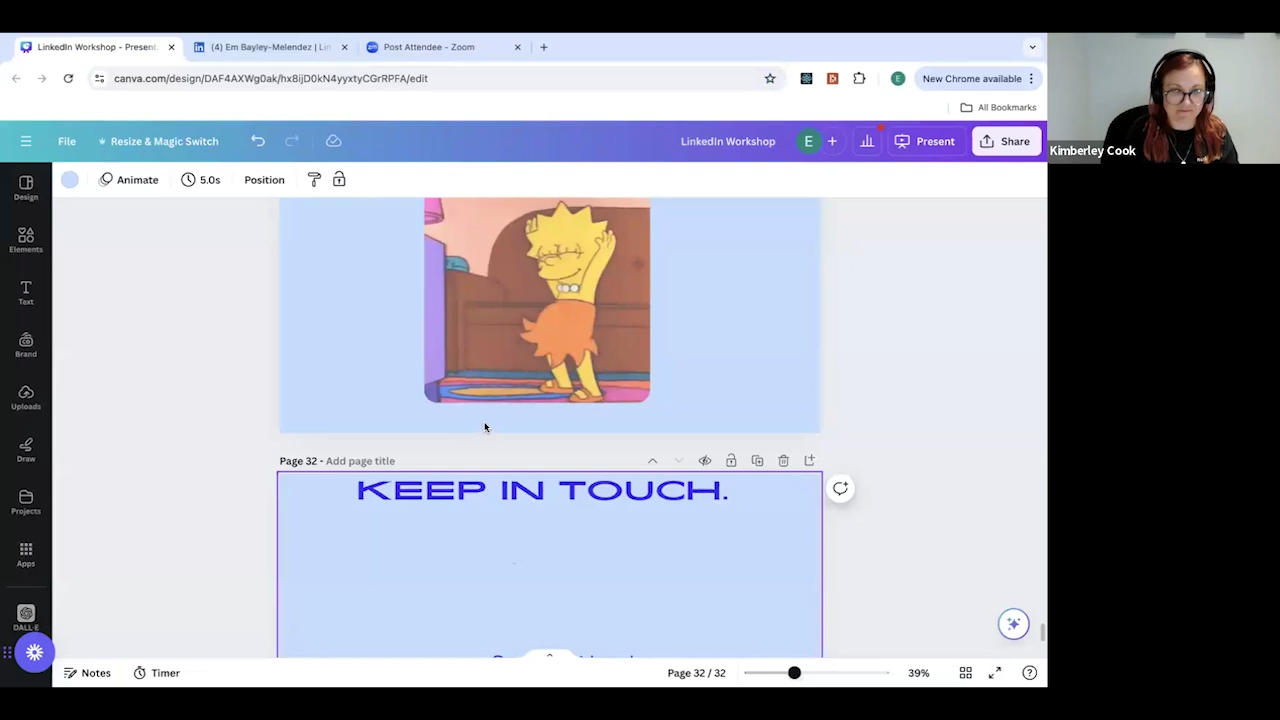 LinkedIn Workshop - Present.
(4) Em Bayley-Melendez | Lin
Post Attendee - Zoom
canva.com/design/DAF4AXWg0ak/hx8ijD0kN4yyxtyCGrRPFA/edit
E
New Chrome available
All Bookmarks
File
Resize & Magic Switch
LinkedIn Workshop
E
Present
Share
Kimberley Cook
Animate
5.0s
Position
Design
Elements
Text
Brand
Uploads
Draw
Projects
Apps
DALL·E
Page 32 - Add page title
KEEP IN TOUCH.
Notes
Timer
Page 32 / 32
39%